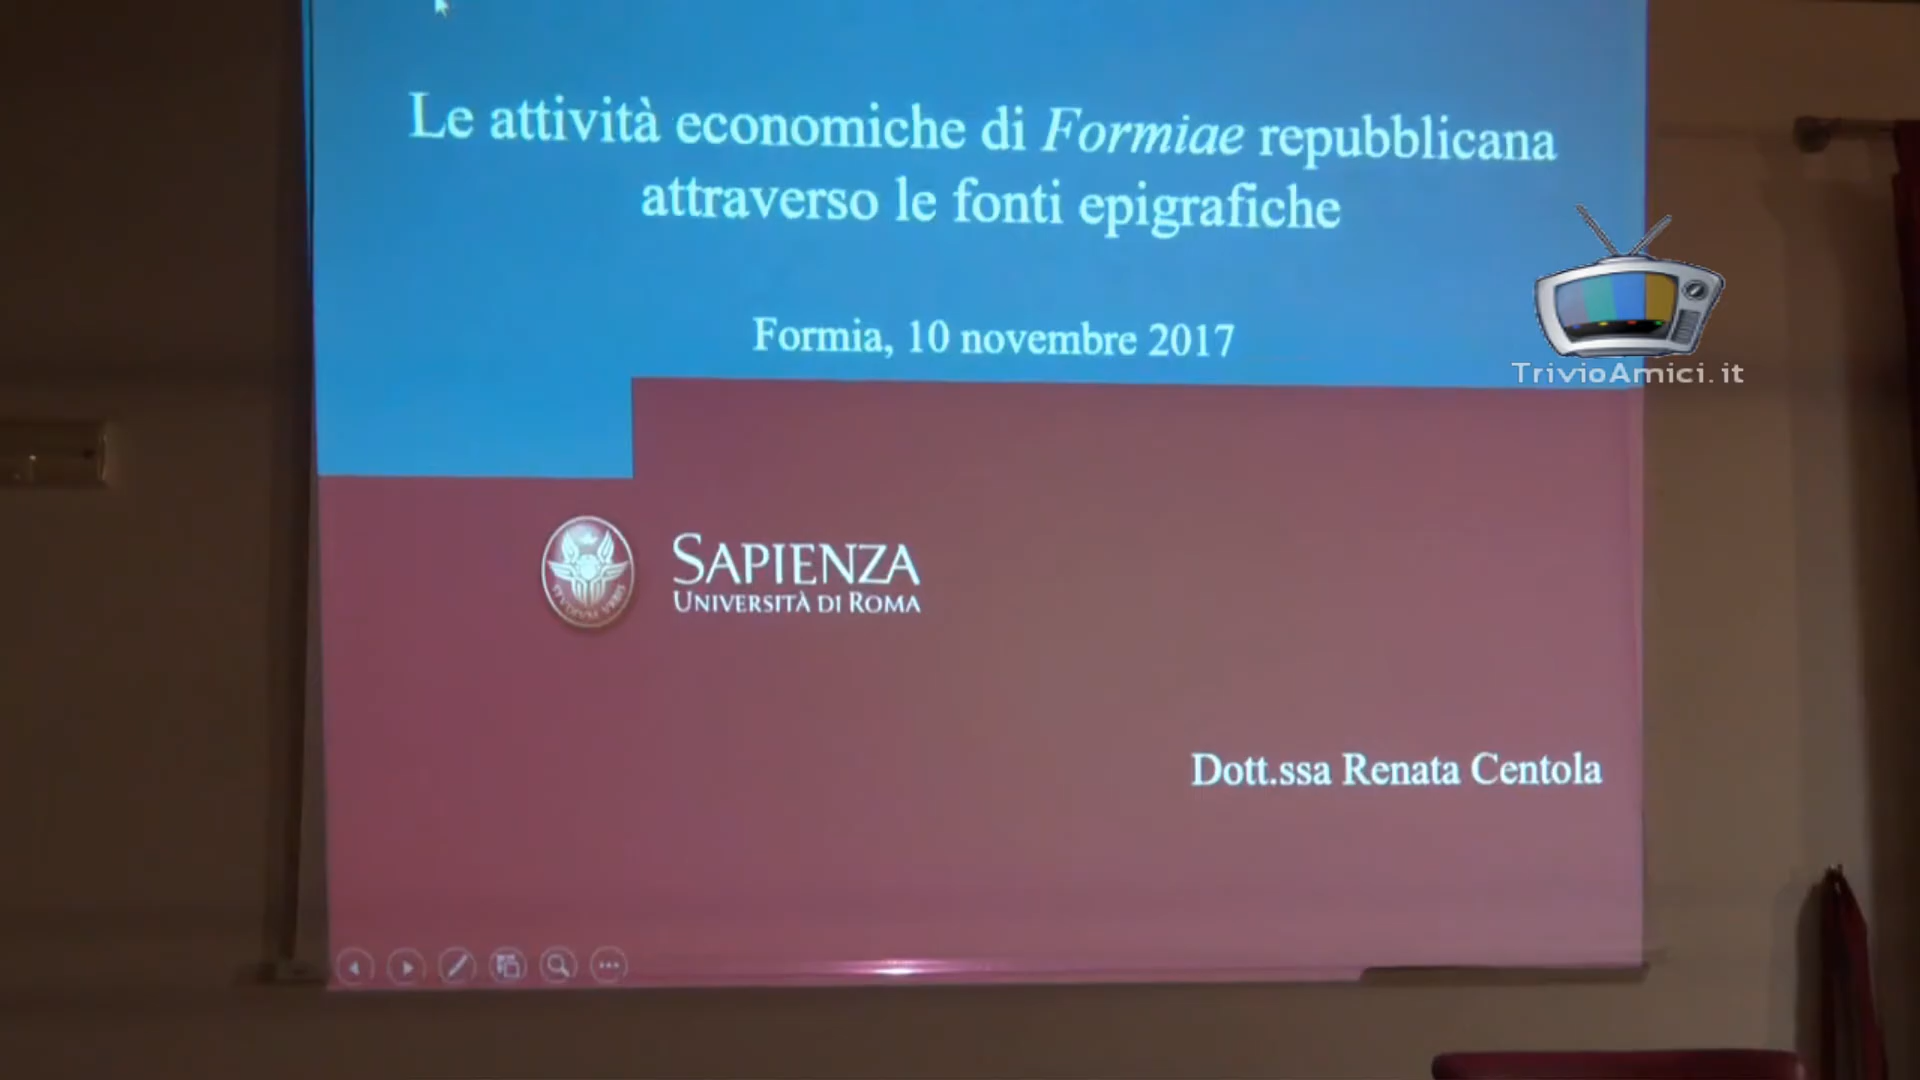 Le attività economiche di Formiae repubblicana
attraverso le fonti epigrafiche
Formia, 10 novembre 2017
TrivioAmici.it
SAPIENZA
UNIVERSITÀ DI ROMA
Dott.ssa Renata Centola